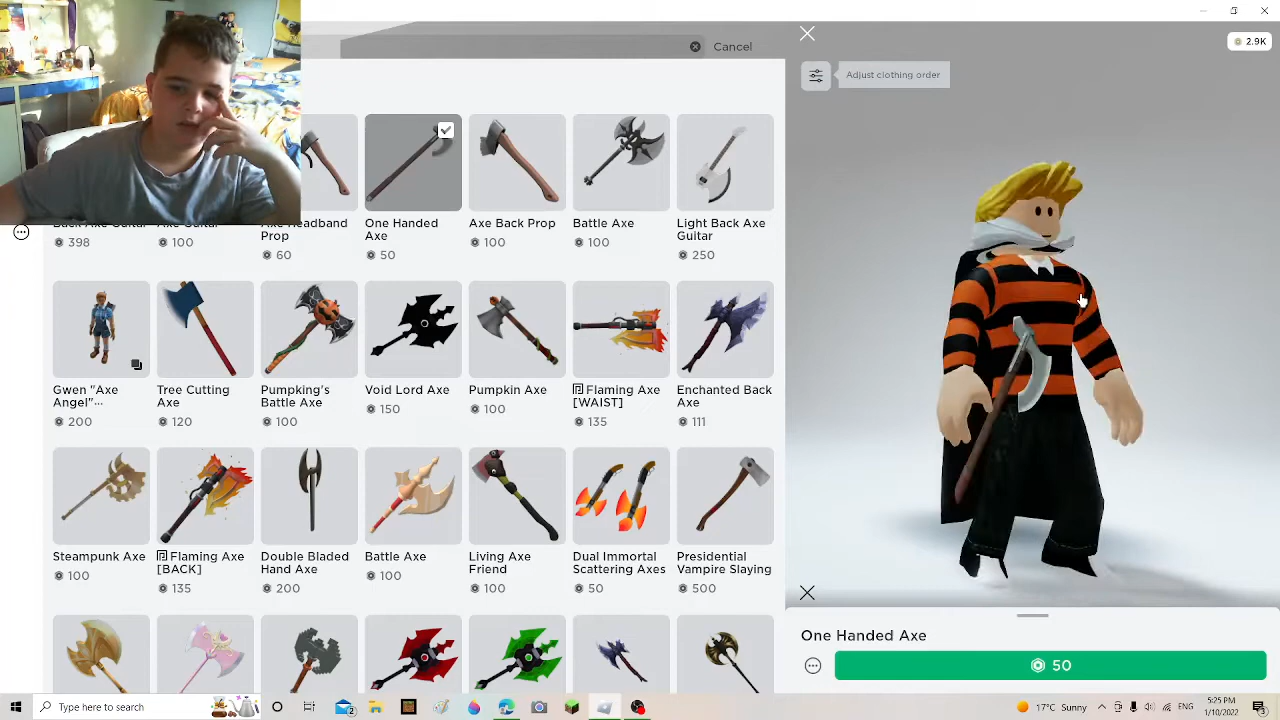 Cancel
2.9K
Adjust clothing order
398
100
Axe Headband Prop
60
One Handed Axe
50
Axe Back Prop
100
Battle Axe
100
Light Back Axe Guitar
250
Gwen "Axe Angel"...
200
Tree Cutting Axe
120
Pumpking's Battle Axe
100
Void Lord Axe
150
Pumpkin Axe
100
Flaming Axe [WAIST]
135
Enchanted Back Axe
111
Steampunk Axe
100
Flaming Axe [BACK]
135
Double Bladed Hand Axe
200
Battle Axe
100
Living Axe Friend
100
Dual Immortal Scattering Axes
50
Presidential Vampire Slaying
500
One Handed Axe
50
Type here to search
2
17°C Sunny
5:25 PM
1/10/2022
3